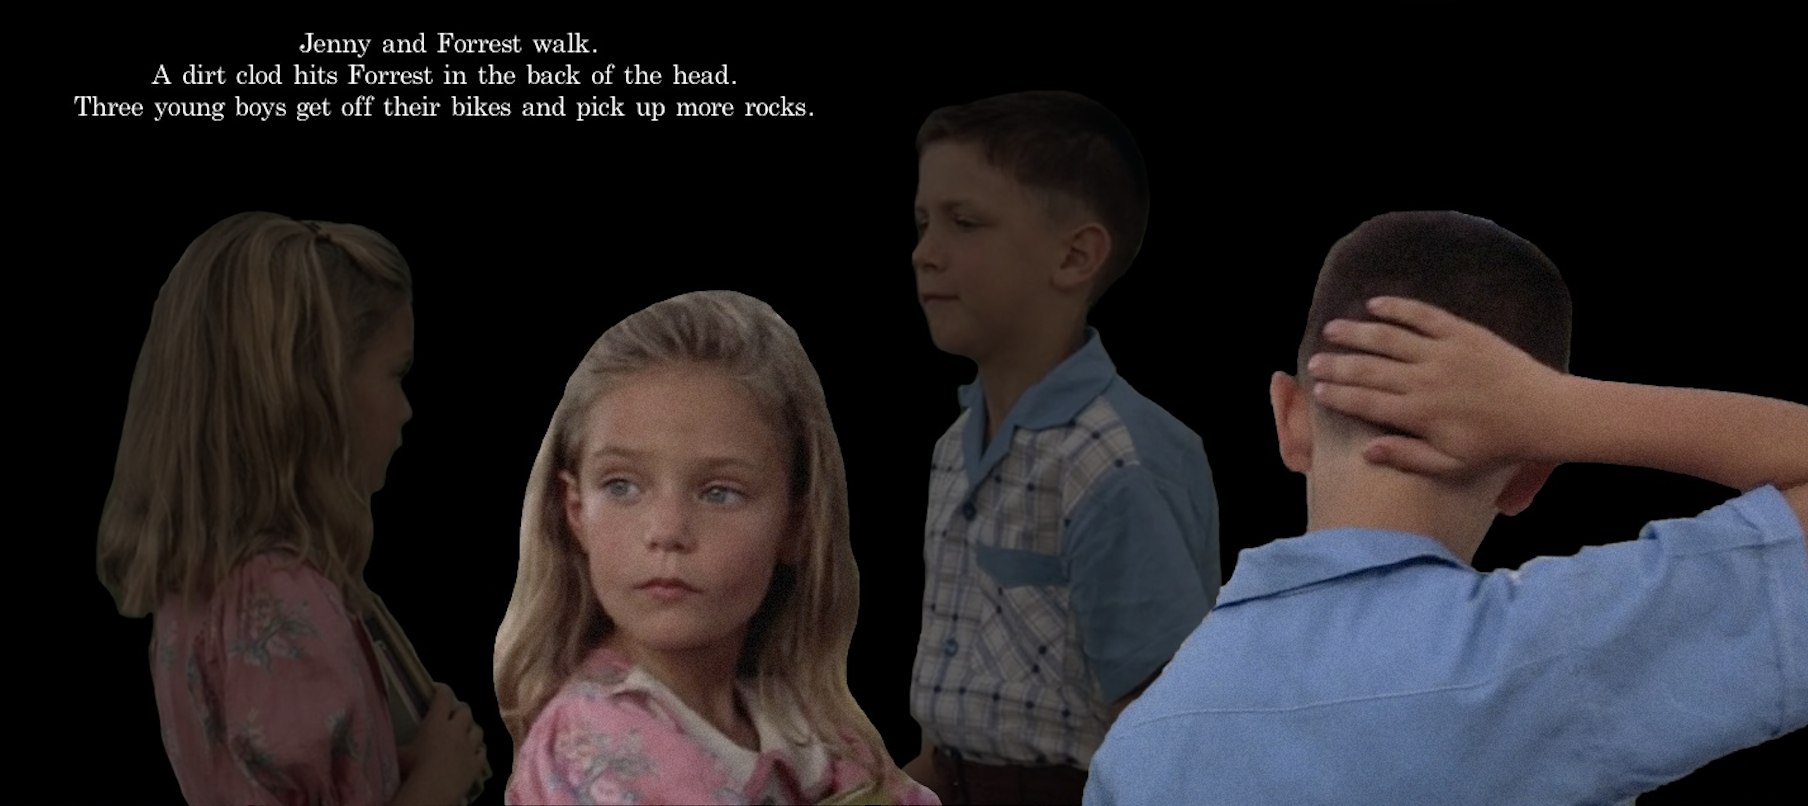 Jenny and Forrest walk.
A dirt clod hits Forrest in the back of the head.
Three young boys get off their bikes and pick up more rocks.